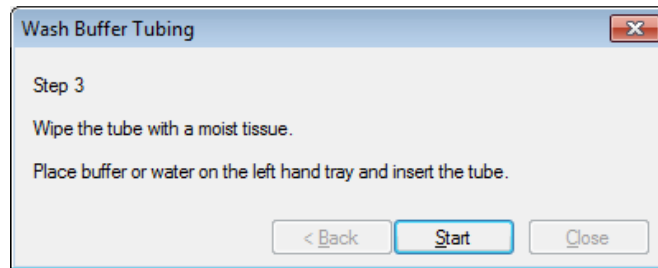 Wash Buffer Tubing
Step 3
Wipe the tube with a moist tissue.
Place buffer or water on the left hand tray and insert the tube.
< Back Start Close